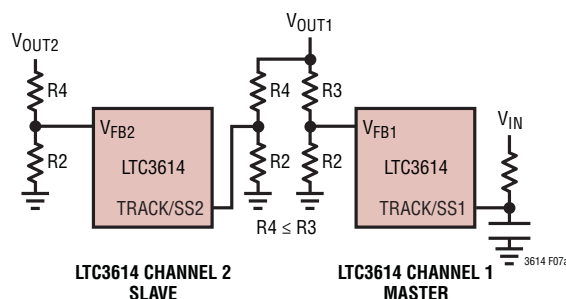 VOUT1
VOUT2
R4
R4
R3
VIN
VFB2
VFB1
R2
LTC3614
R2
R2
LTC3614
TRACK/SS2
TRACK/SS1
R4 ≤ R3
3614 F07a
LTC3614 CHANNEL 2
SLAVE
LTC3614 CHANNEL 1
MASTER